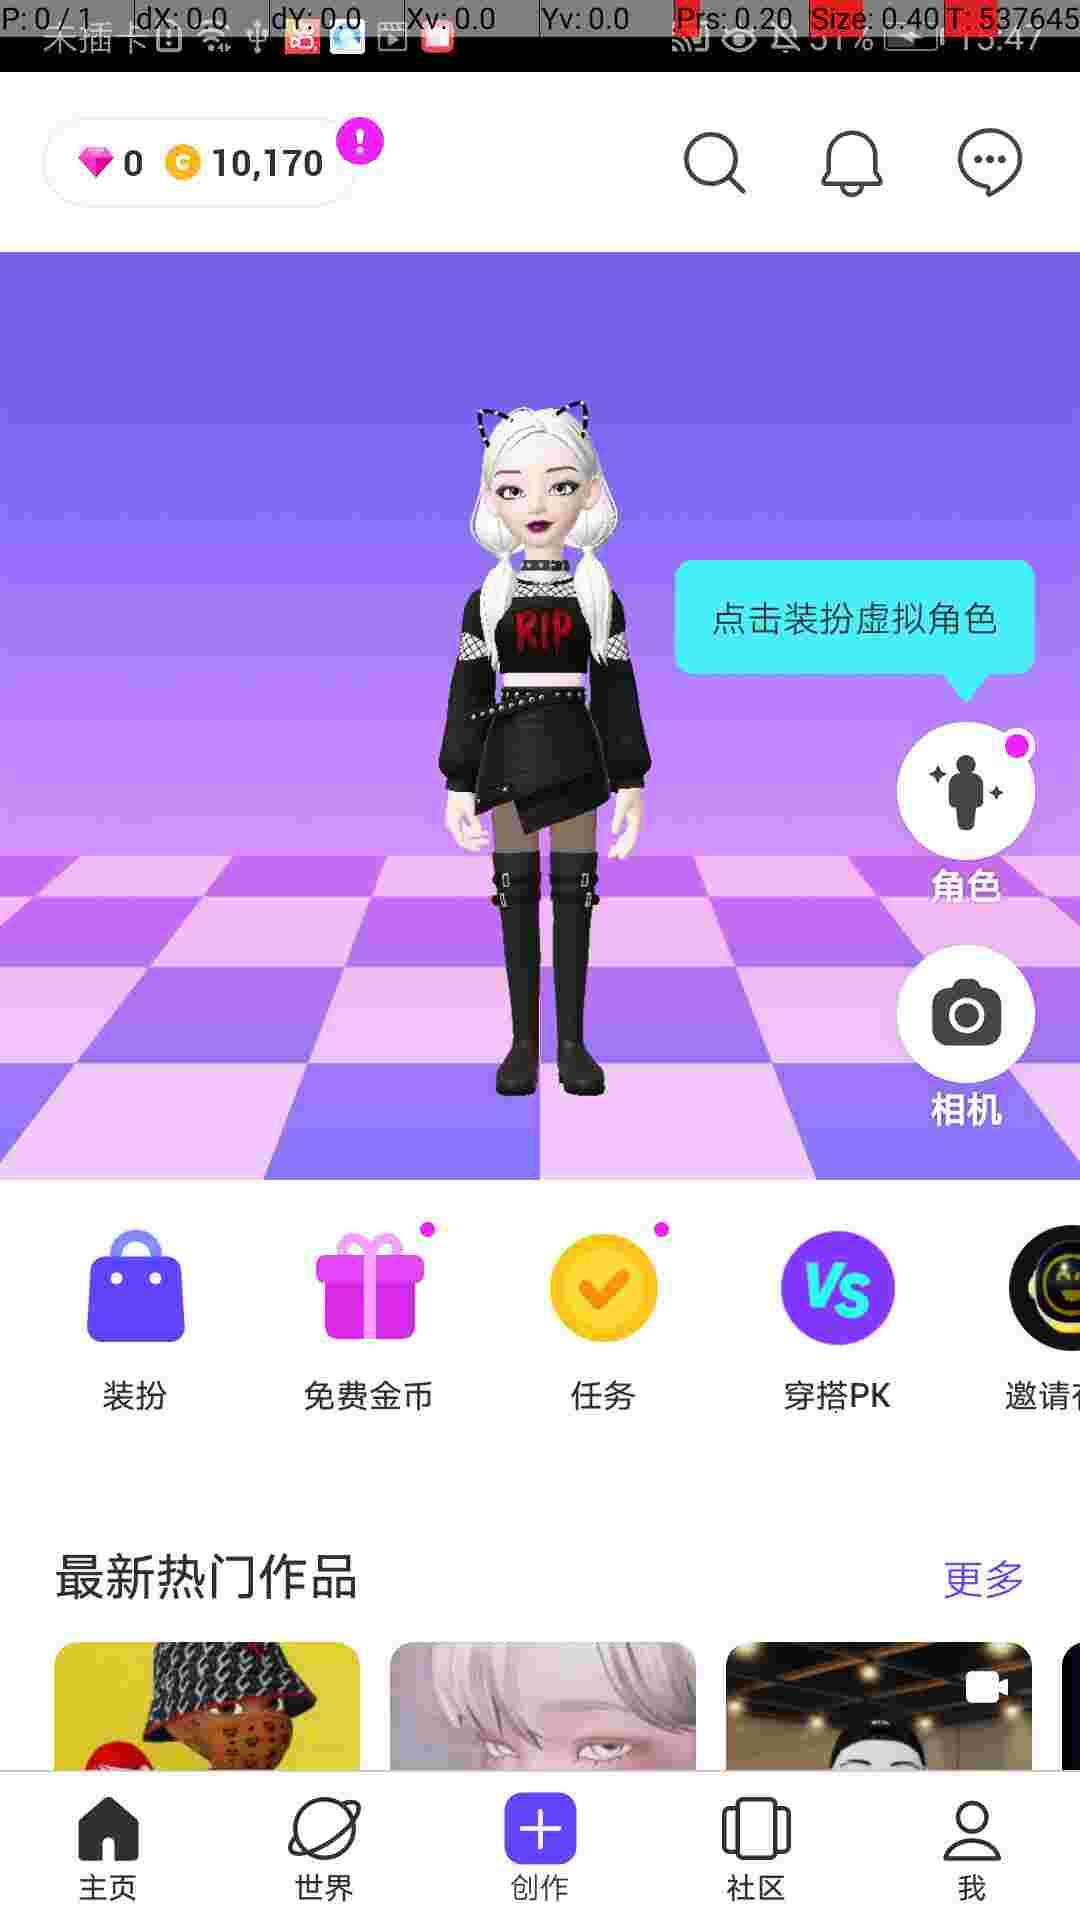 P: 0 / 1 dX: 0.0 dY: 0.0 Xv: 0.0 Yv: 0.0 Prs: 0.20 Size: 0.40 T: 537645
未插卡 51% 15:47
0 10,170
RIP
点击装扮虚拟角色
角色
相机
VS
装扮 免费金币 任务 穿搭PK 邀请
最新热门作品 更多
主页 世界 创作 社区 我